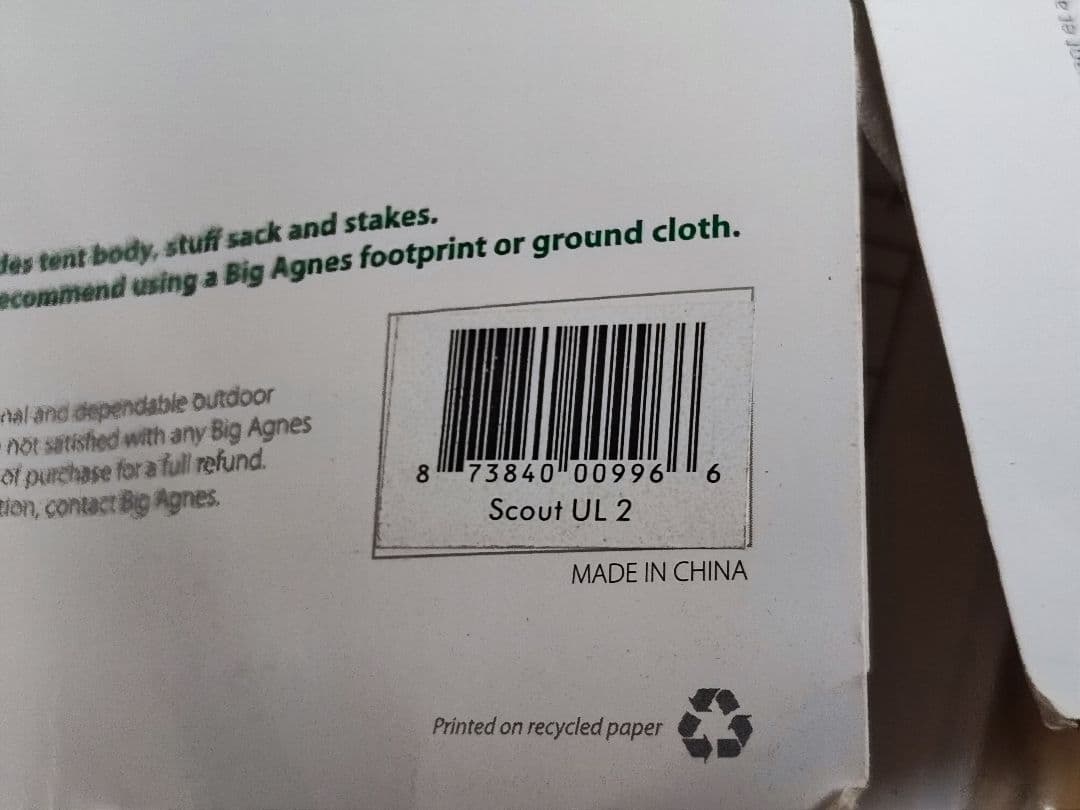 tent body, stuff sack and stakes.
ecommend using a Big Agnes footprint or ground cloth.
nal and dependable outdoor
not satisfied with any Big Agnes
of purchase for a full refund.
tion, contact Big Agnes.
8 73840 00996 6
Scout UL 2
MADE IN CHINA
Printed on recycled paper